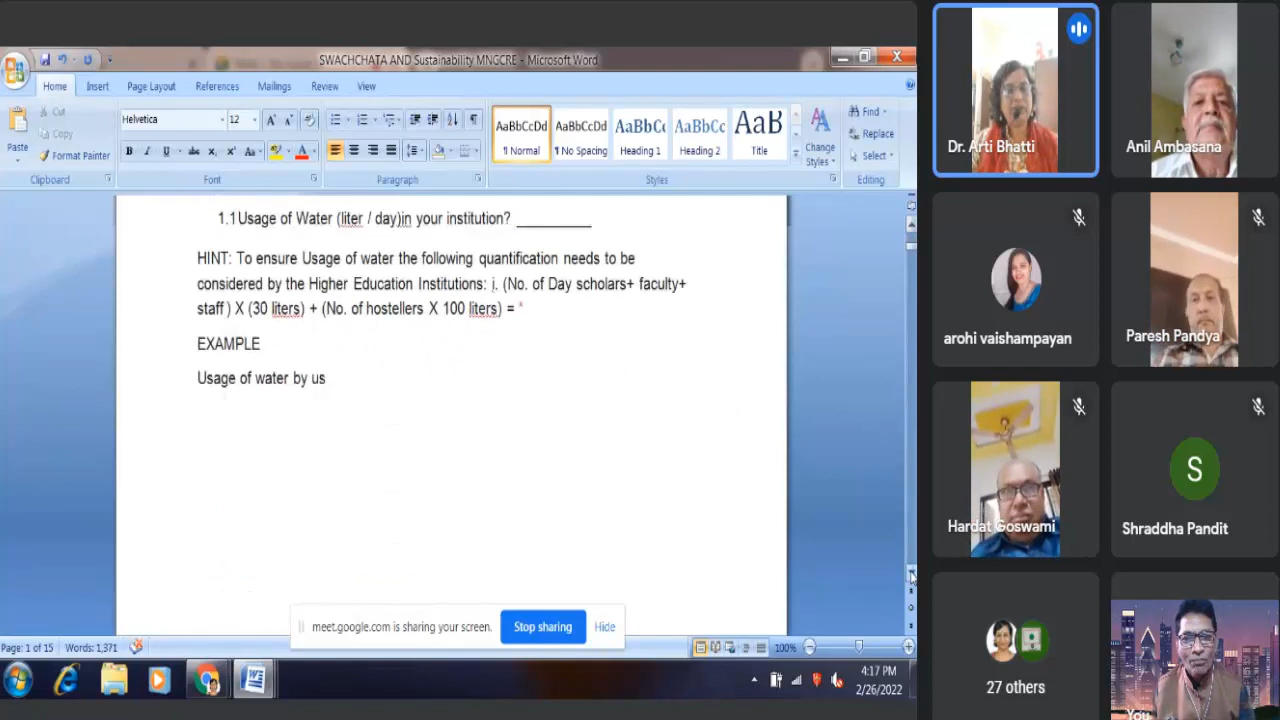 SWACHCHATA AND Sustainability MNGCRE - Microsoft Word
Home Insert Page Layout References Mailings Review View
Paste
Cut
Copy
Format Painter
Clipboard
Helvetica 12
Font
Paragraph
AaBbCcDd AaBbCcDd AaBbCc AaBbCc AaB
¶ Normal ¶ No Spacing Heading 1 Heading 2 Title
Change Styles
Styles
Find
Replace
Select
Editing
1.1Usage of Water (liter / day)in your institution? __________
HINT: To ensure Usage of water the following quantification needs to be
considered by the Higher Education Institutions: i. (No. of Day scholars+ faculty+
staff ) X (30 liters) + (No. of hostellers X 100 liters) = *
EXAMPLE
Usage of water by us
meet.google.com is sharing your screen. Stop sharing Hide
Page: 1 of 15 Words: 1,371 100%
4:17 PM
2/26/2022
Dr. Arti Bhatti
Anil Ambasana
arohi vaishampayan
Paresh Pandya
Hardat Goswami
S
Shraddha Pandit
27 others
You